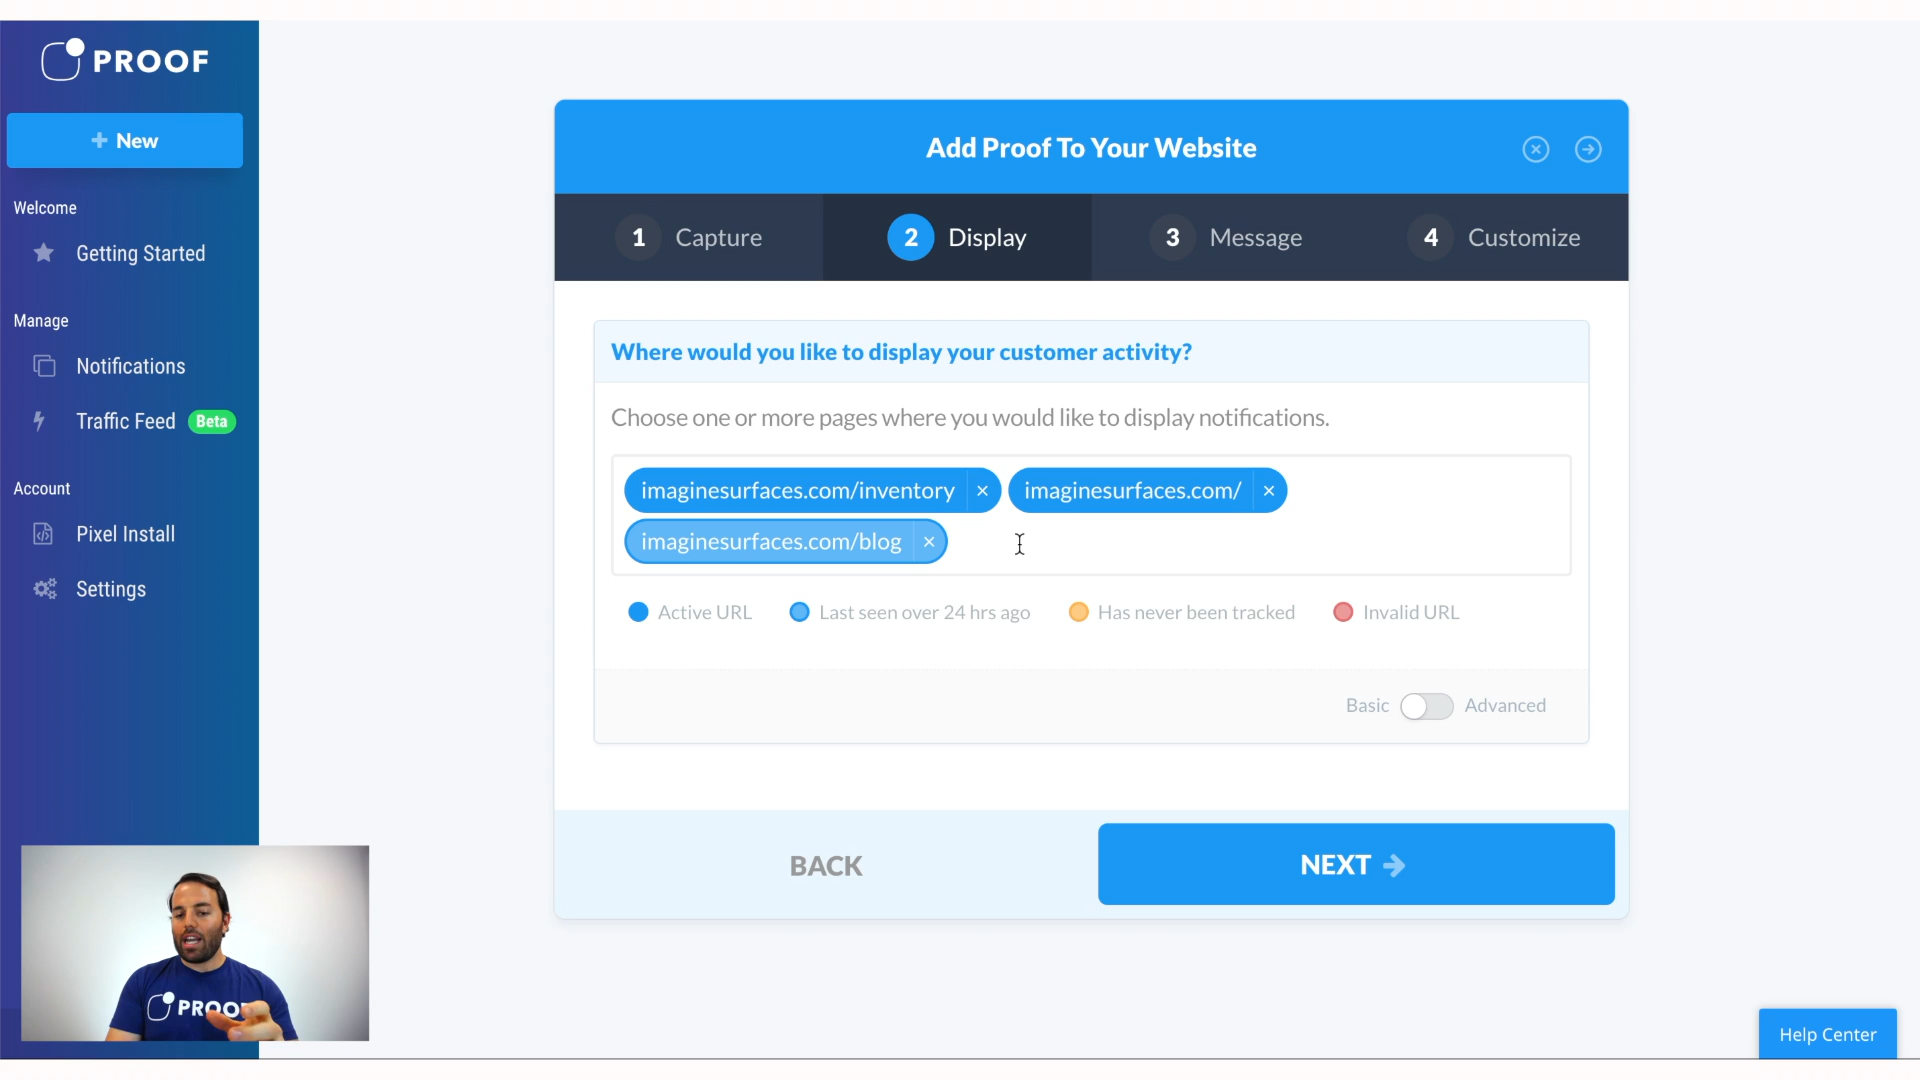 PROOF
+ New
Welcome
Getting Started
Manage
Notifications
Traffic Feed Beta
Account
Pixel Install
Settings
Add Proof To Your Website
1 Capture
2 Display
3 Message
4 Customize
Where would you like to display your customer activity?
Choose one or more pages where you would like to display notifications.
imaginesurfaces.com/inventory × imaginesurfaces.com/ ×
imaginesurfaces.com/blog ×
Active URL Last seen over 24 hrs ago Has never been tracked Invalid URL
Basic Advanced
BACK NEXT
PROOF
Help Center